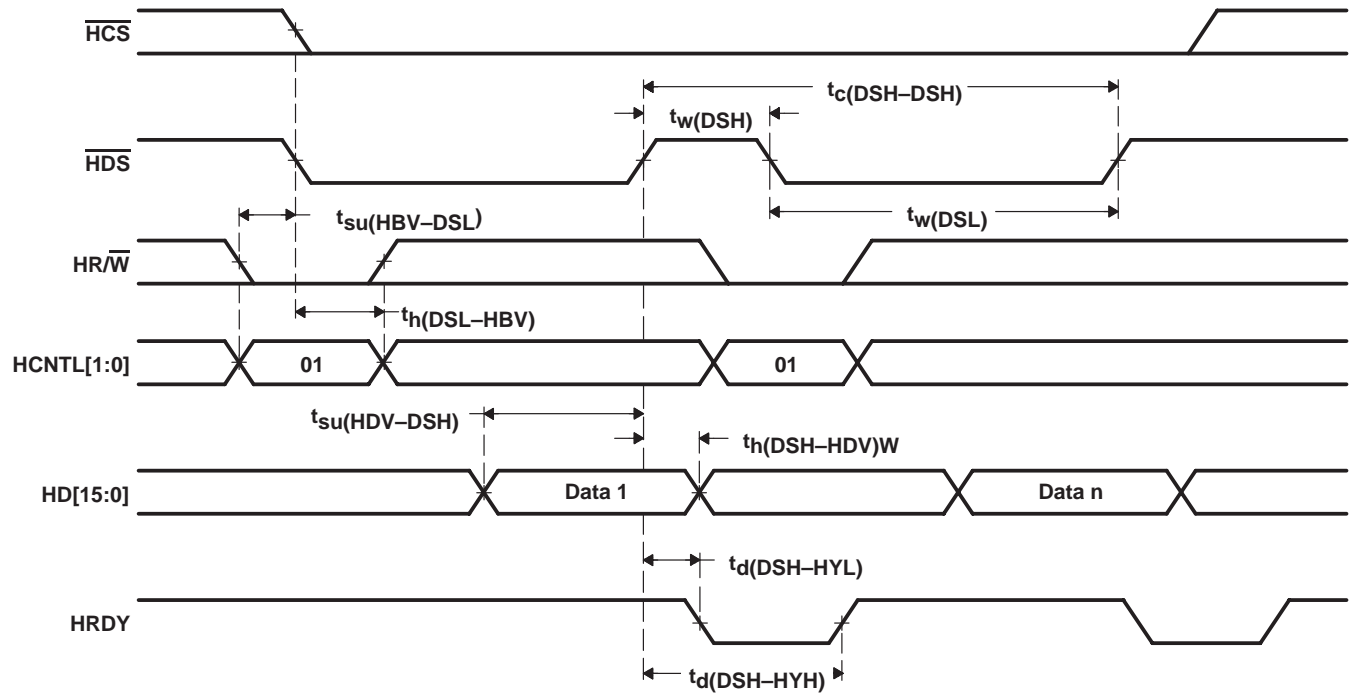 HCS
tc(DSH–DSH)
tw(DSH)
HDS
tsu(HBV–DSL)
tw(DSL)
HR/W
th(DSL–HBV)
HCNTL[1:0]
01
01
tsu(HDV–DSH)
th(DSH–HDV)W
HD[15:0]
Data 1
Data n
td(DSH–HYL)
HRDY
td(DSH–HYH)